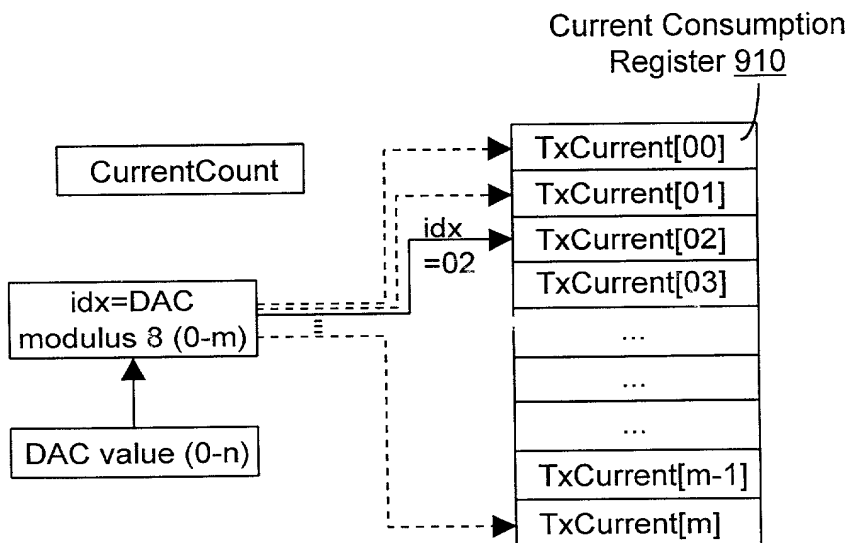 Current Consumption
Register 910
CurrentCount
idx=DAC
modulus 8 (0-m)
DAC value (0-n)
idx
=02
TxCurrent[00]
TxCurrent[01]
TxCurrent[02]
TxCurrent[03]
...
...
...
TxCurrent[m-1]
TxCurrent[m]